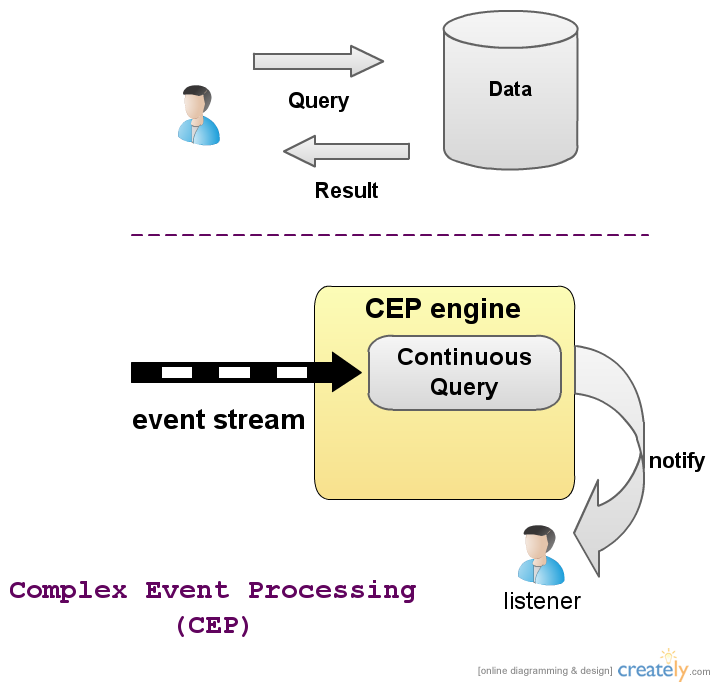 Query
Data
Result
CEP engine
Continuous
Query
event stream
notify
listener
Complex Event Processing
(CEP)
[online diagramming & design] creately.com